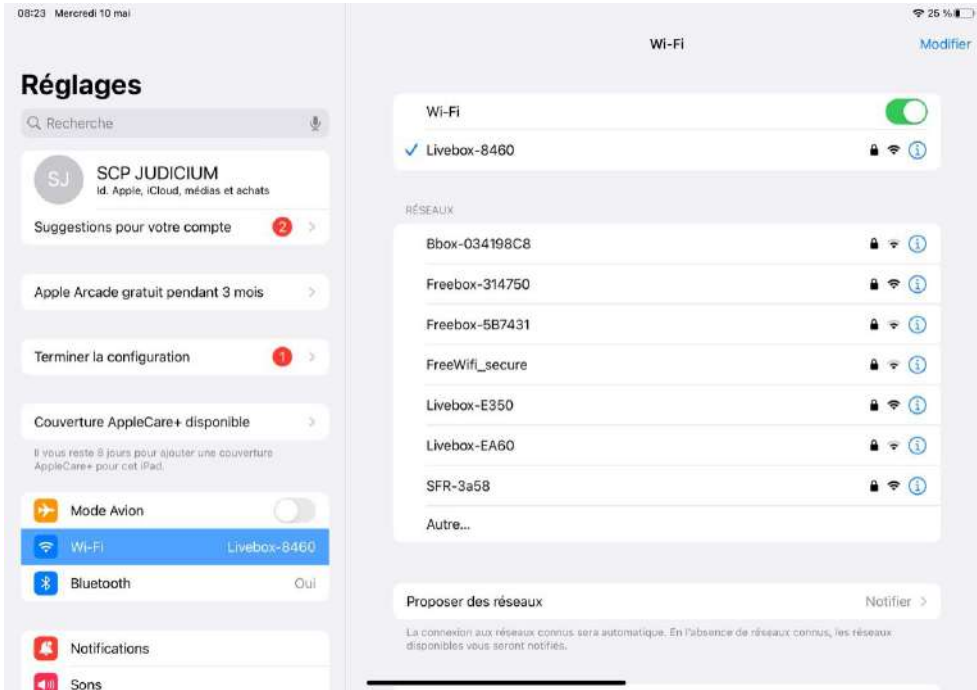 08:23 Mercredi 10 mai
25 %
Réglages
Recherche
SJ
SCP JUDICIUM
Id. Apple, iCloud, médias et achats
Suggestions pour votre compte
2
Apple Arcade gratuit pendant 3 mois
Terminer la configuration
1
Couverture AppleCare+ disponible
Il vous reste 8 jours pour ajouter une couverture
AppleCare+ pour cet iPad.
Mode Avion
Wi-Fi Livebox-8460
Bluetooth Oui
Notifications
Sons
Wi-Fi
Modifier
Wi-Fi
Livebox-8460
RÉSEAUX
Bbox-034198C8
Freebox-314750
Freebox-5B7431
FreeWifi_secure
Livebox-E350
Livebox-EA60
SFR-3a58
Autre...
Proposer des réseaux Notifier
La connexion aux réseaux connus sera automatique. En l'absence de réseaux connus, les réseaux
disponibles vous seront notifiés.